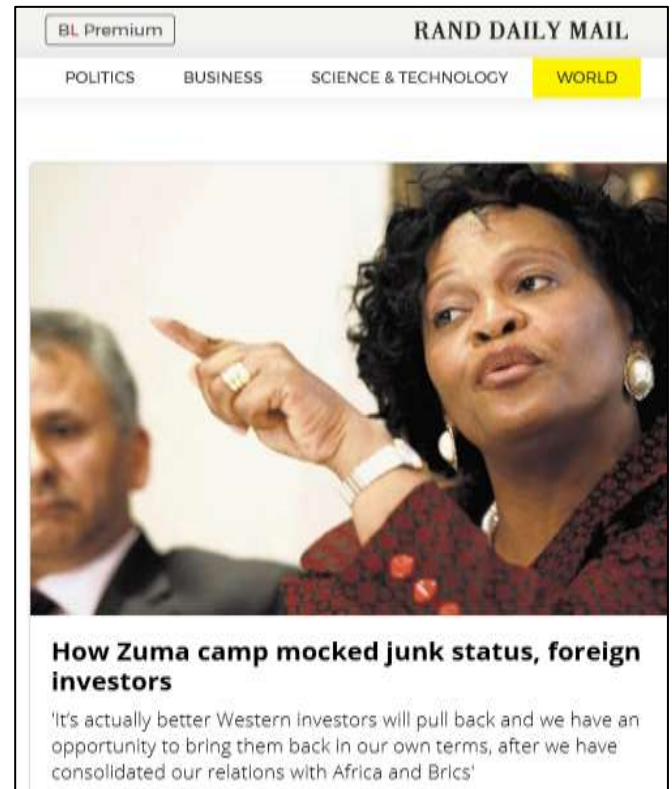 BL Premium
RAND DAILY MAIL
POLITICS BUSINESS SCIENCE & TECHNOLOGY WORLD
How Zuma camp mocked junk status, foreign
investors
'It's actually better Western investors will pull back and we have an
opportunity to bring them back in our own terms, after we have
consolidated our relations with Africa and Brics'